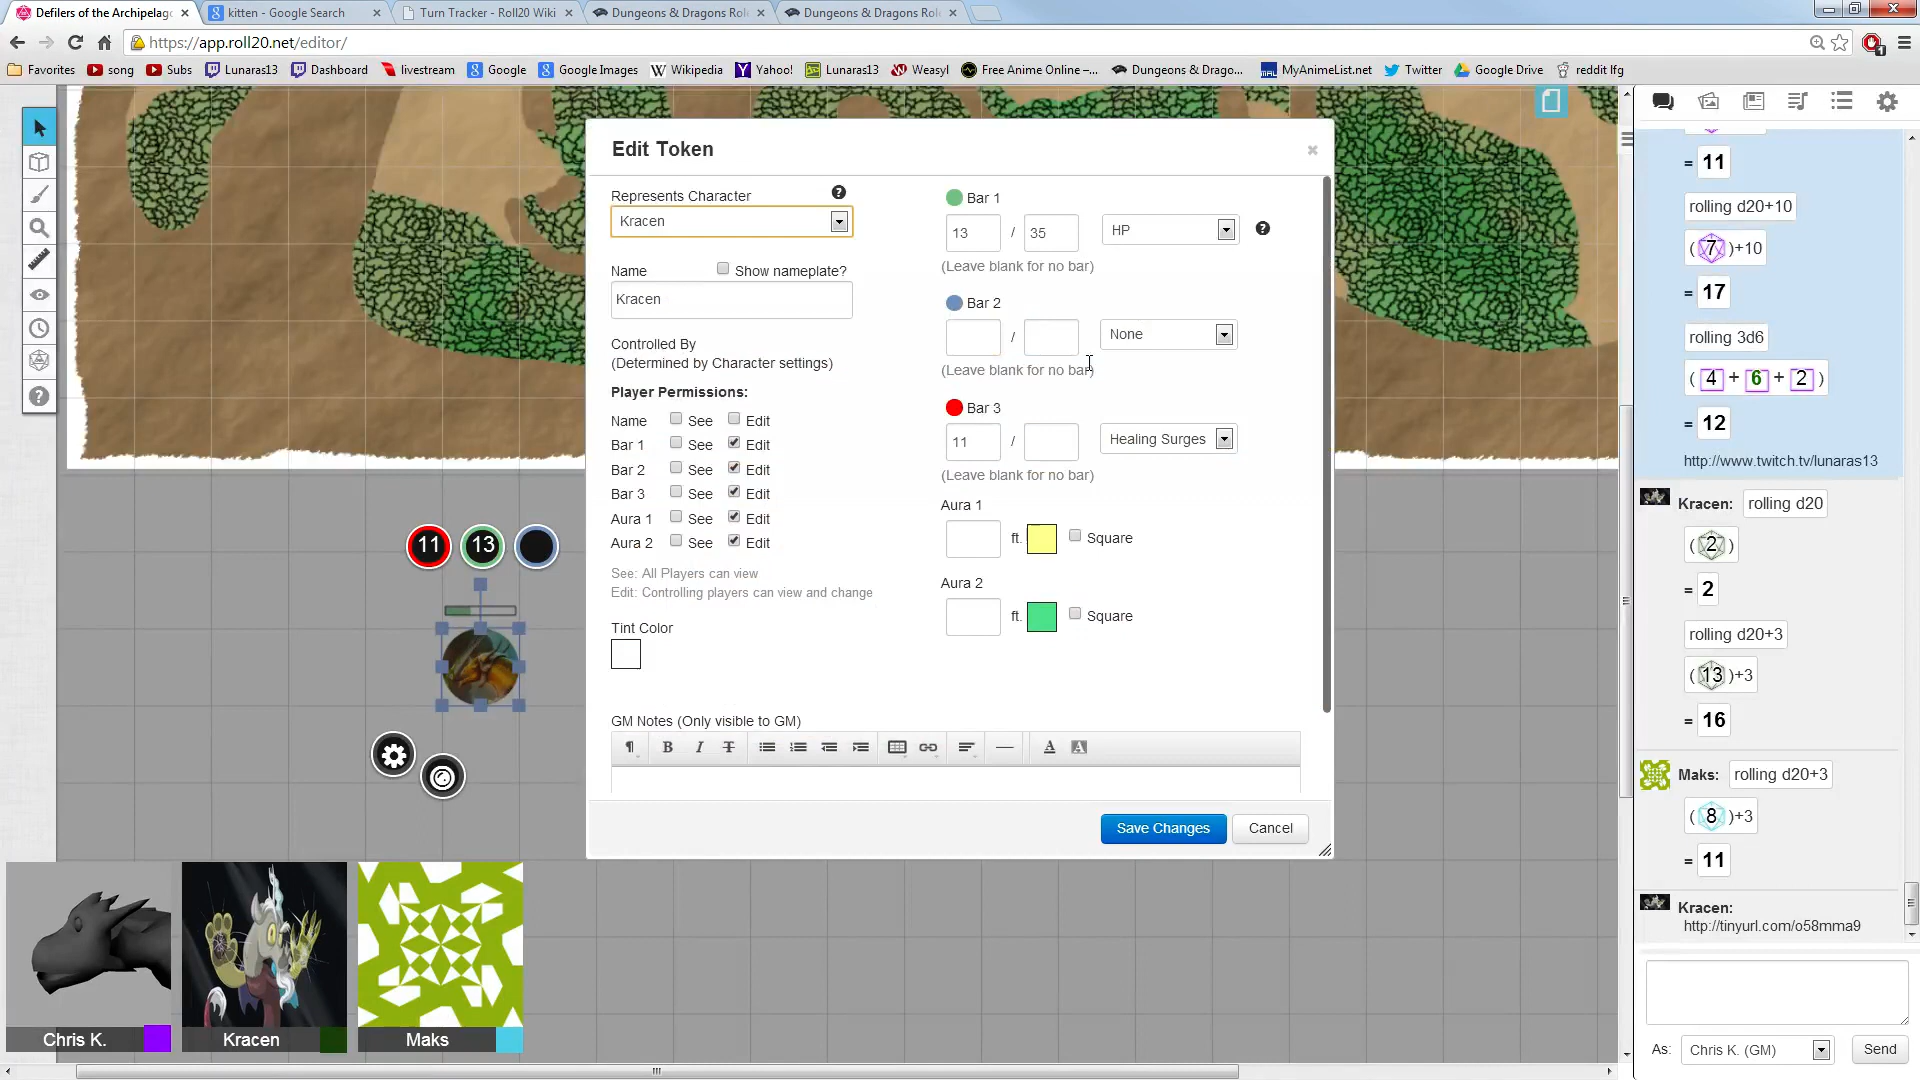 Defilers of the Archipelago
kitten - Google Search
Turn Tracker - Roll20 Wiki
Dungeons & Dragons Rol
Dungeons & Dragons Rol
https://app.roll20.net/editor/
1
Favorites
song
Subs
Lunaras13
Dashboard
livestream
Google
Google Images
Wikipedia
Yahoo!
Lunaras13
Weasyl
Free Anime Online –...
Dungeons & Drago...
MyAnimeList.net
Twitter
Google Drive
reddit lfg
Edit Token
×
Represents Character ?
Kracen
Name
Show nameplate?
Kracen
Controlled By
(Determined by Character settings)
Player Permissions:
Name See Edit
Bar 1 See Edit
Bar 2 See Edit
Bar 3 See Edit
Aura 1 See Edit
Aura 2 See Edit
See: All Players can view
Edit: Controlling players can view and change
Tint Color
Bar 1
13 / 35 HP ?
(Leave blank for no bar)
Bar 2
/ None
(Leave blank for no bar)
Bar 3
11 / Healing Surges
(Leave blank for no bar)
Aura 1
ft. Square
Aura 2
ft. Square
GM Notes (Only visible to GM)
¶ B I T A A
Save Changes
Cancel
11 13
Chris K.
Kracen
Maks
= 11
rolling d20+10
(7)+10
= 17
rolling 3d6
(4+6+2)
= 12
http://www.twitch.tv/lunaras13
Kracen: rolling d20
(2)
= 2
rolling d20+3
(13)+3
= 16
Maks: rolling d20+3
(8)+3
= 11
Kracen:
http://tinyurl.com/o58mma9
As: Chris K. (GM) Send